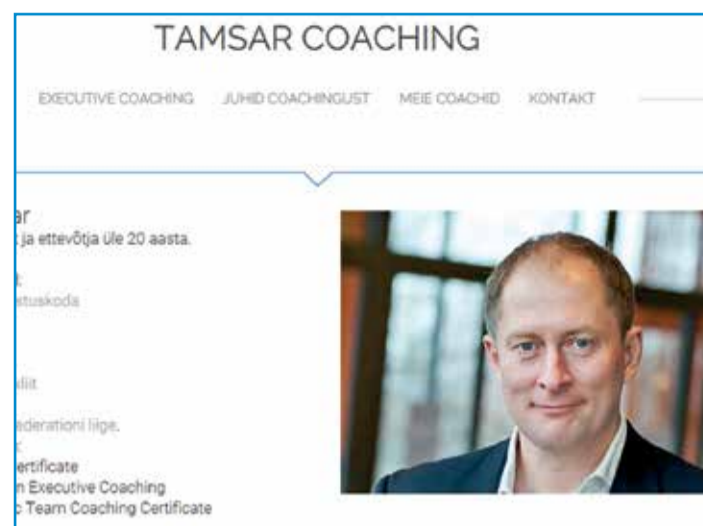 TAMSAR COACHING
EXECUTIVE COACHING JUHID COACHINGUST MEIE COACHID KONTAKT
ar
t ja ettevõtja üle 20 aasta.
t
stuskoda
liit
ederationi liige.
ertificate
n Executive Coaching
c Team Coaching Certificate